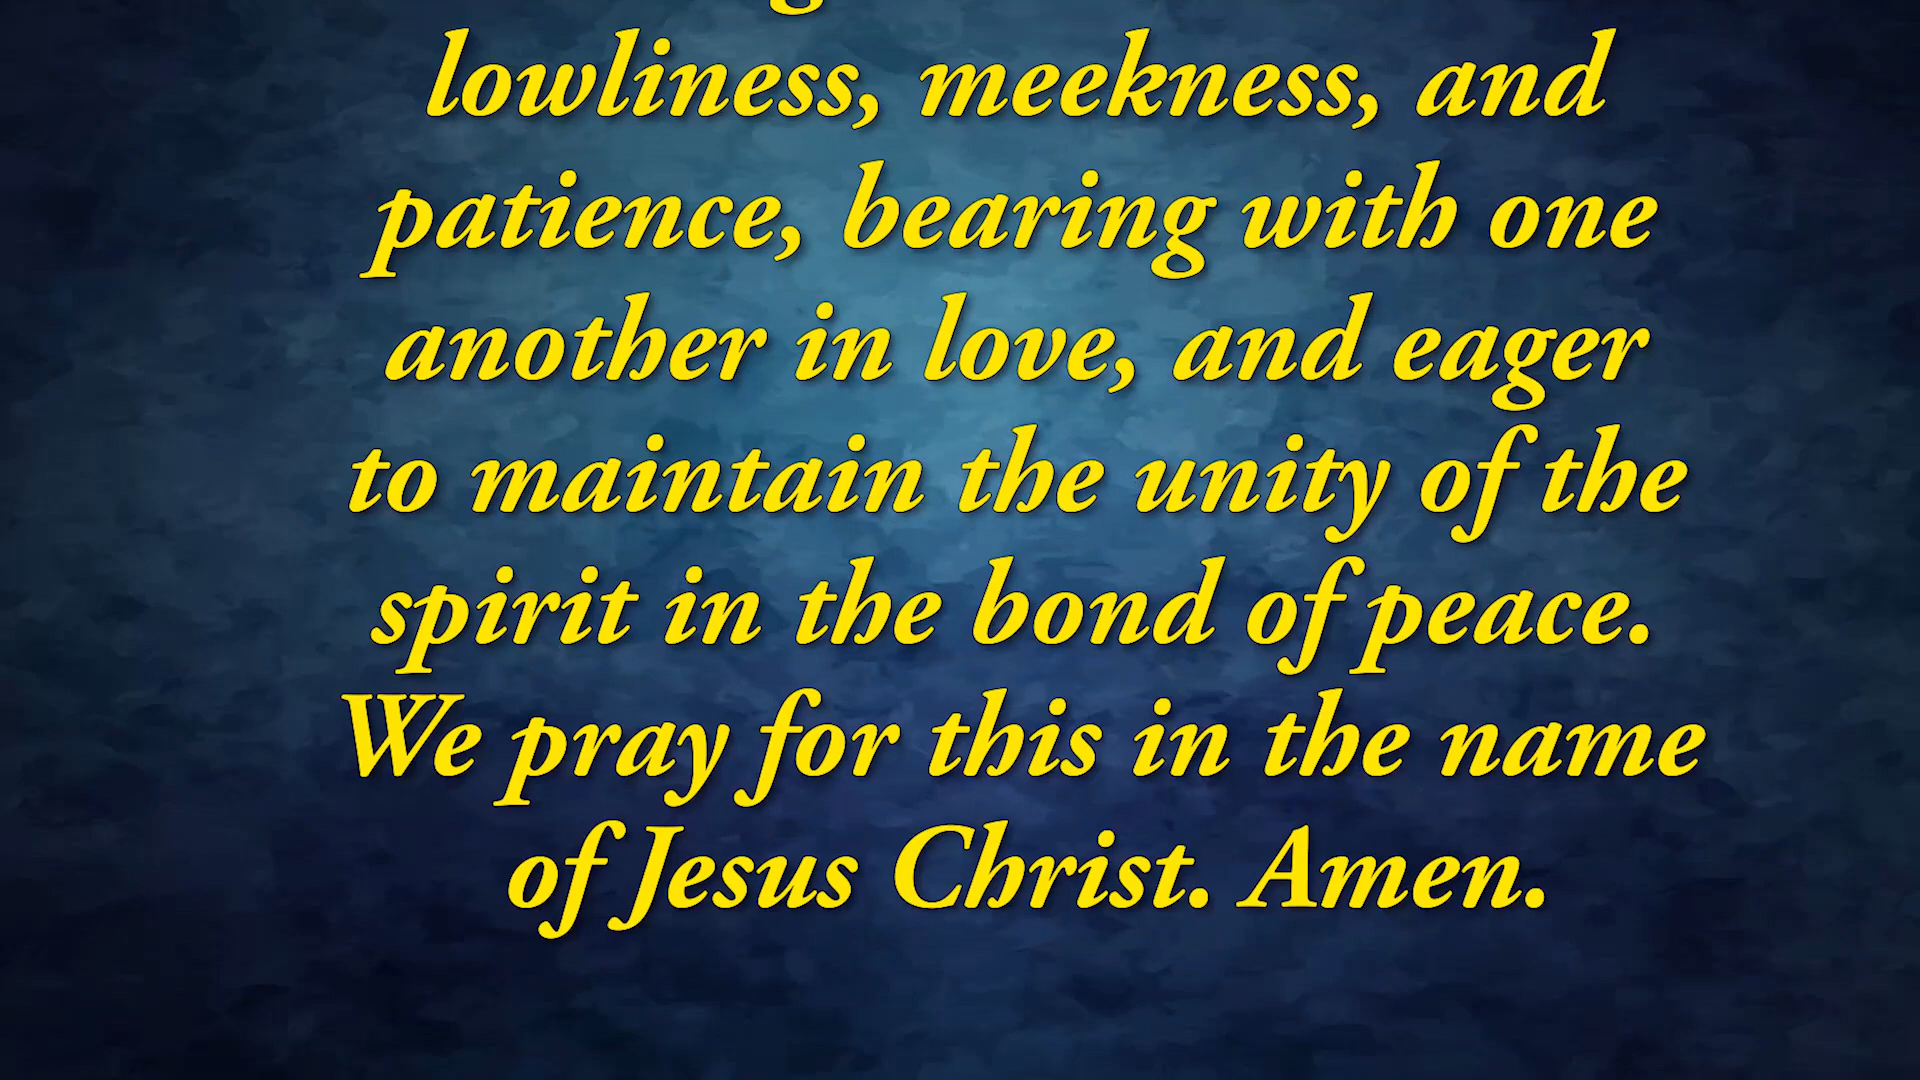 lowliness, meekness, and
patience, bearing with one
another in love, and eager
to maintain the unity of the
spirit in the bond of peace.
We pray for this in the name
of Jesus Christ. Amen.